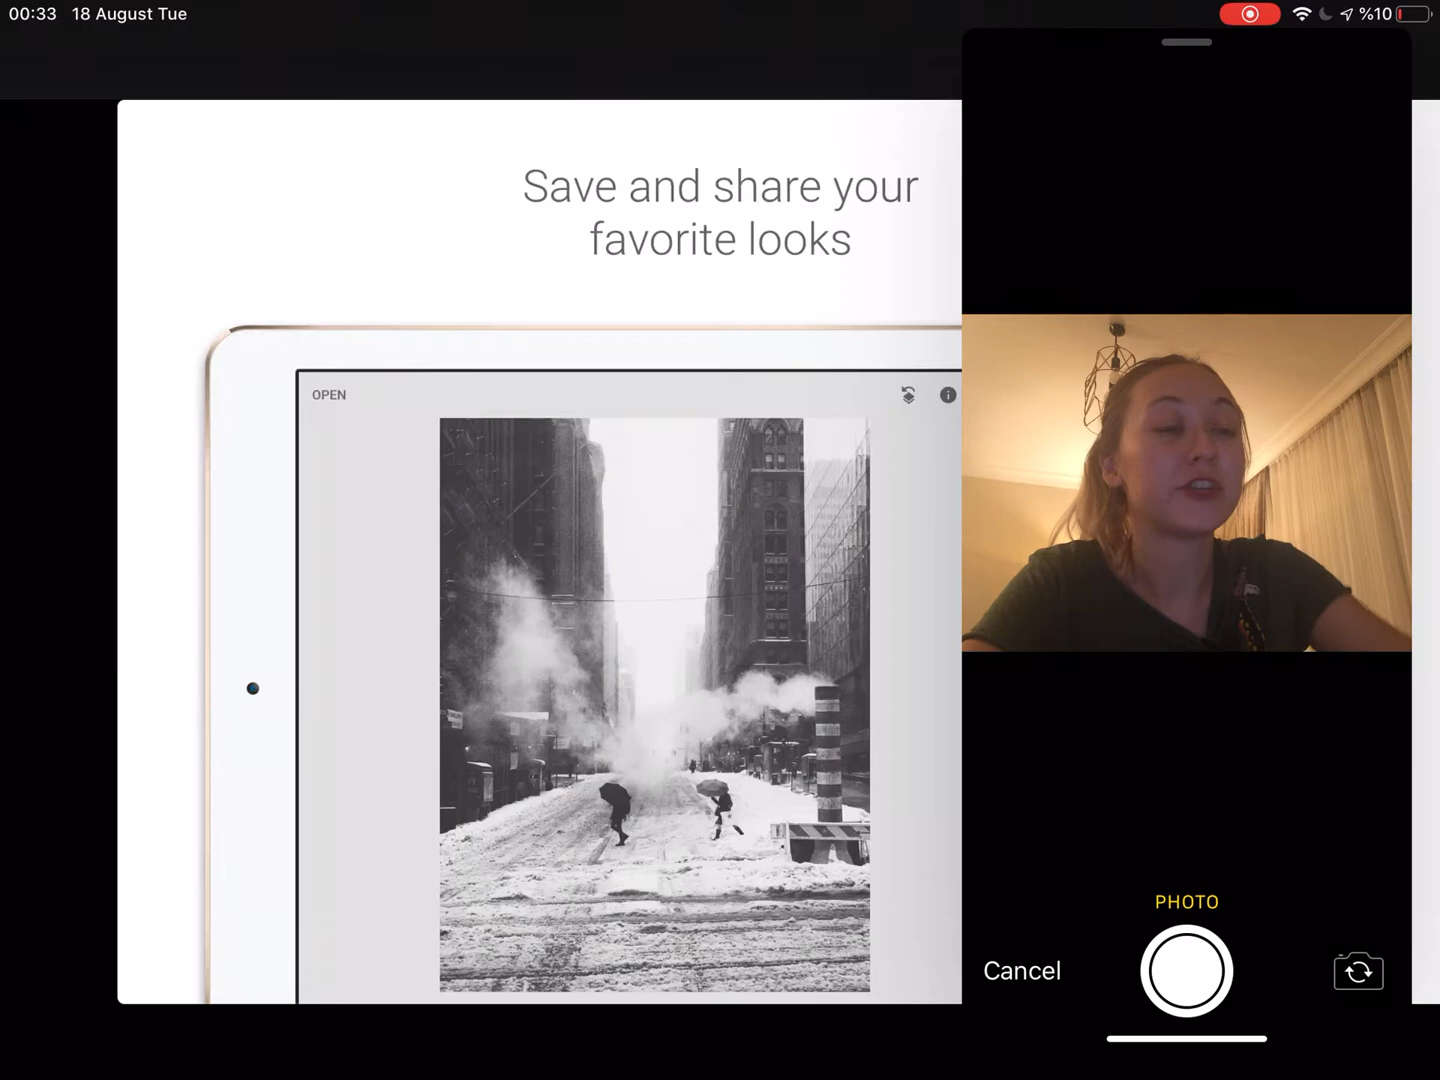 00:33 18 August Tue
%10
Save and share your
favorite looks
OPEN
PHOTO
Cancel